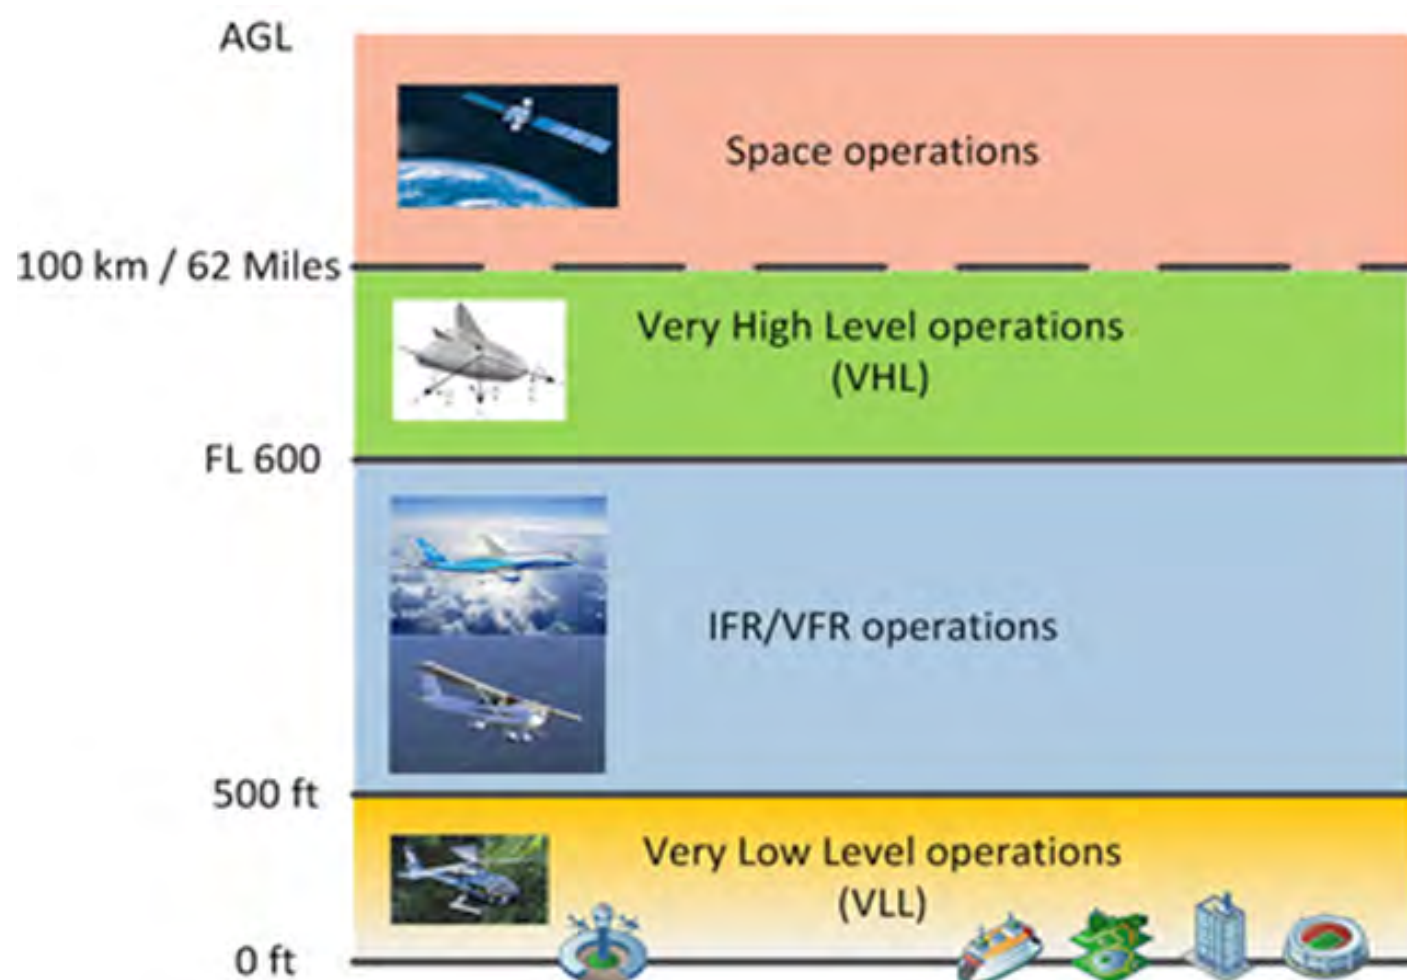 AGL
Space operations
100 km / 62 Miles
Very High Level operations
(VHL)
FL 600
IFR/VFR operations
500 ft
Very Low Level operations
(VLL)
0 ft